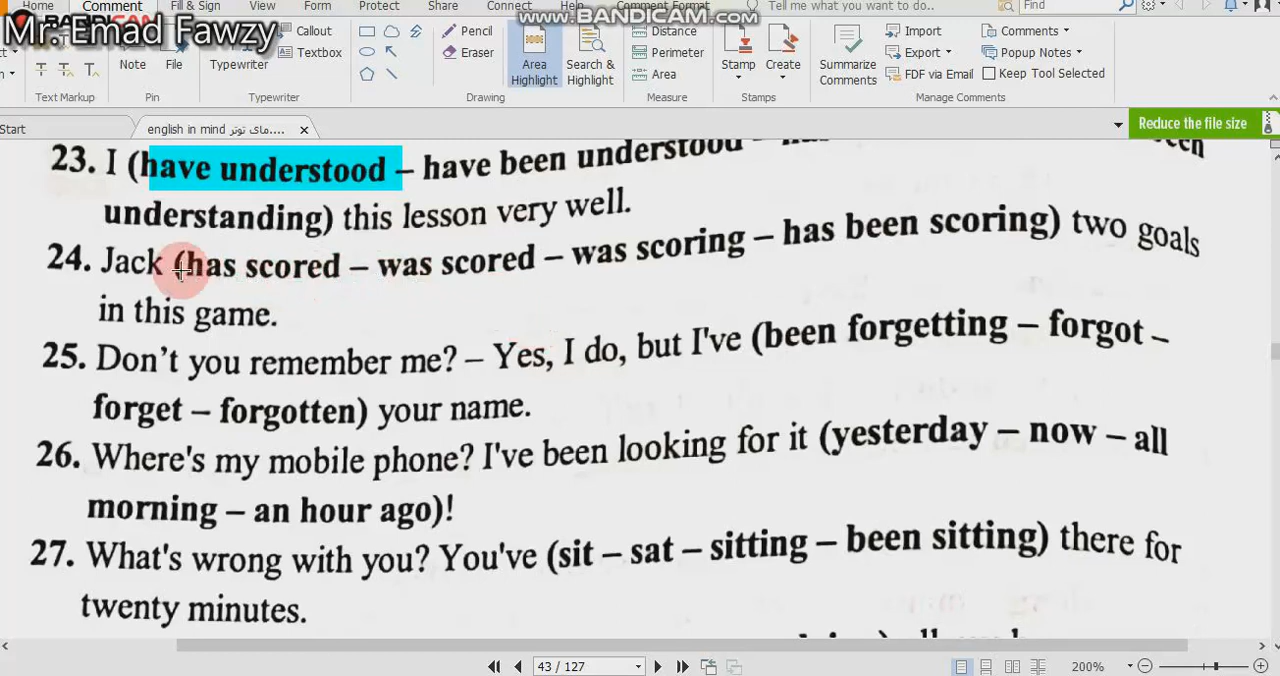 Home Comment Fill & Sign View Form Protect Share Connect Help Comment Format Tell me what you want to do.. Find
WWW.BANDICAM.COM
Mr: Emad Fawzy
Note File Typewriter Callout Textbox Pencil Eraser Area Highlight Search & Highlight Distance Perimeter Area Stamp Create Summarize Comments Import Export FDF via Email Comments Popup Notes Keep Tool Selected
Text Markup Pin Typewriter Drawing Measure Stamps Manage Comments
Start english in mind ماى توتر.... Reduce the file size
23. I (have understood – have been understood –
understanding) this lesson very well.
24. Jack (has scored – was scored – was scoring – has been scoring) two goals
in this game.
25. Don't you remember me? – Yes, I do, but I've (been forgetting – forgot –
forget – forgotten) your name.
26. Where's my mobile phone? I've been looking for it (yesterday – now – all
morning – an hour ago)!
27. What's wrong with you? You've (sit – sat – sitting – been sitting) there for
twenty minutes.
43 / 127 200%